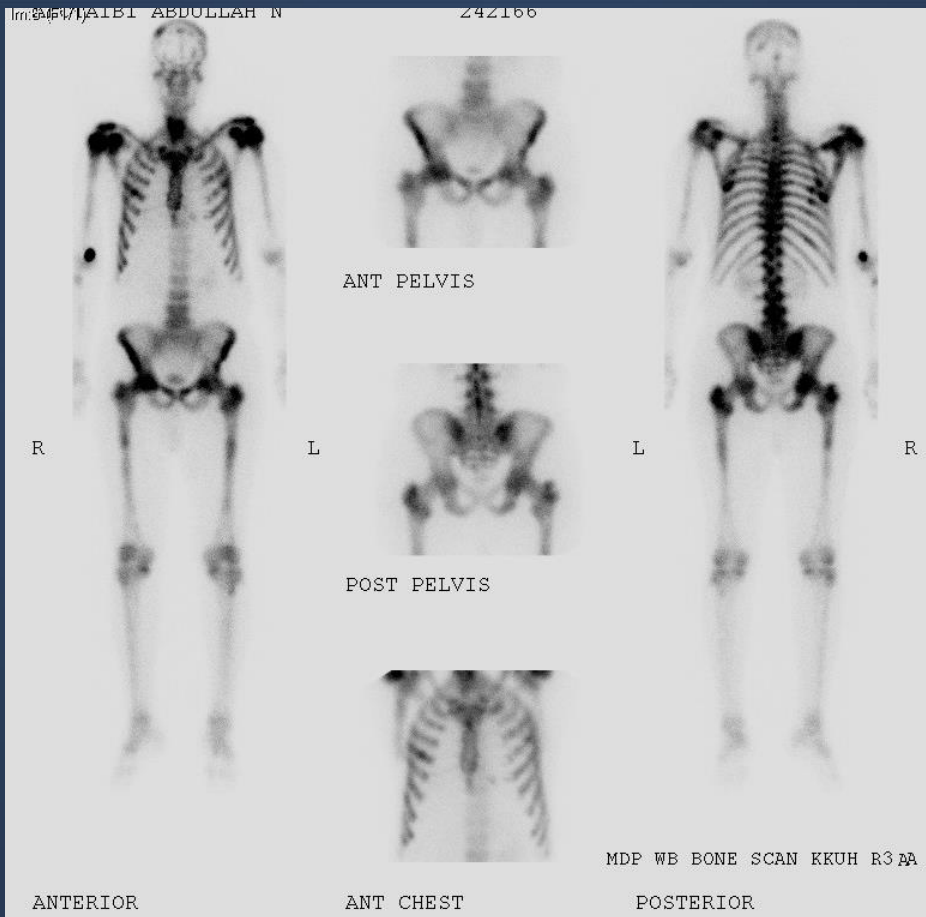 ABDULLAH N 242166
ANT PELVIS
R L L R
POST PELVIS
MDP WB BONE SCAN KKUH R3 AA
ANTERIOR ANT CHEST POSTERIOR